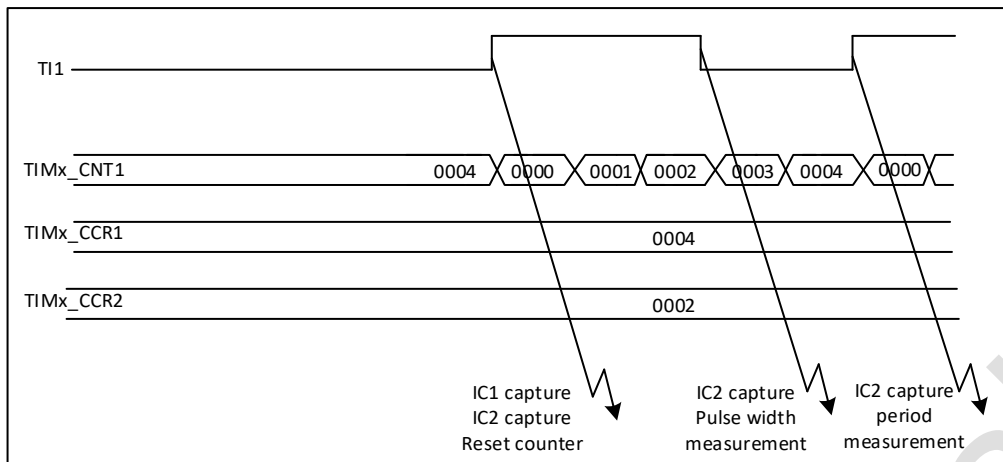 TI1
TIMx_CNT1
0004 0000 0001 0002 0003 0004 0000
TIMx_CCR1
0004
TIMx_CCR2
0002
IC1 capture
IC2 capture
Reset counter
IC2 capture
Pulse width
measurement
IC2 capture
period
measurement